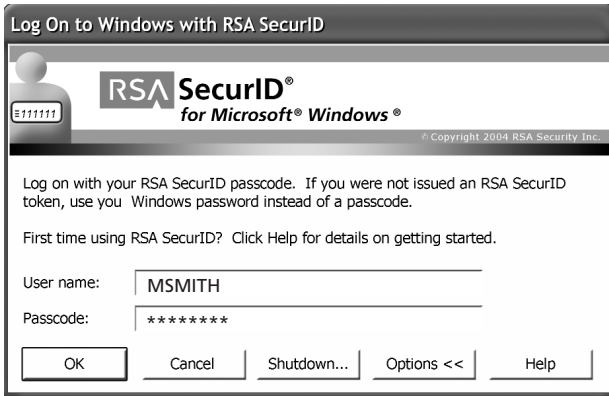 Log On to Windows with RSA SecurID
RSA SecurID®
for Microsoft® Windows ®
111111
© Copyright 2004 RSA Security Inc.
Log on with your RSA SecurID passcode. If you were not issued an RSA SecurID
token, use you Windows password instead of a passcode.
First time using RSA SecurID? Click Help for details on getting started.
User name: MSMITH
Passcode: ********
OK Cancel Shutdown... Options << Help